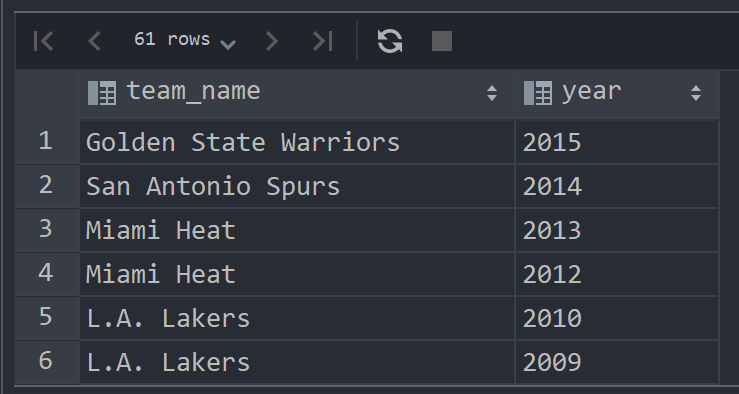 61 rows
team_name year
1 Golden State Warriors 2015
2 San Antonio Spurs 2014
3 Miami Heat 2013
4 Miami Heat 2012
5 L.A. Lakers 2010
6 L.A. Lakers 2009